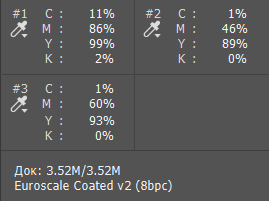 #1 C : 11% #2 C : 1%
M : 86% M : 46%
Y : 99% Y : 89%
K : 2% K : 0%
#3 C : 1%
M : 60%
Y : 93%
K : 0%
Док: 3.52M/3.52M
Euroscale Coated v2 (8bpc)